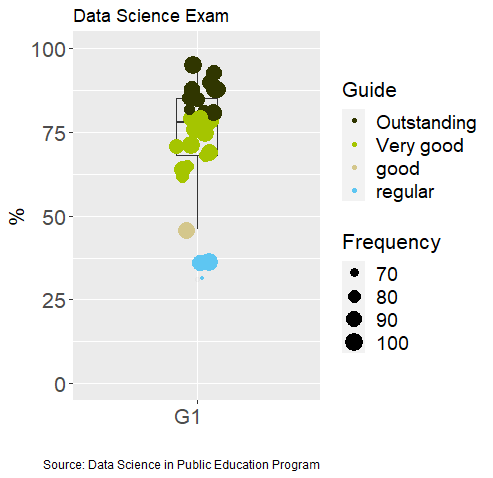 Data Science Exam
100
75
50
25
0
%
G1
Guide
Outstanding
Very good
good
regular
Frequency
70
80
90
100
Source: Data Science in Public Education Program